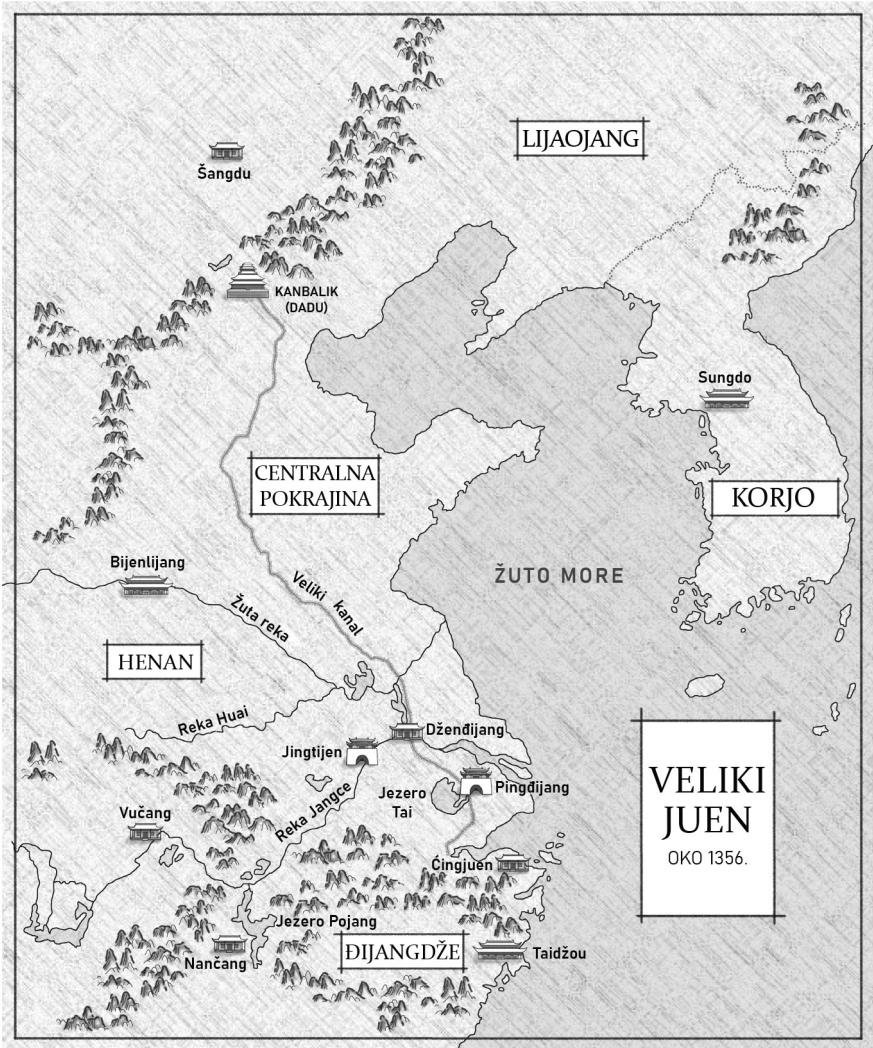 LIJAOJANG
Šangdu
KANBALIK
(DADU)
Sungdo
CENTRALNA
POKRAJINA
KORJO
Bijenlijang
Veliki kanal
ŽUTO MORE
Žuta reka
HENAN
Reka Huai
Dženđijang
Jingtijen
VELIKI
JUEN
OKO 1356.
Pingđijang
Jezero
Tai
Reka Jangce
Vučang
Ćingjuen
Jezero Pojang
ĐIJANGDŽE
Taidžou
Nančang